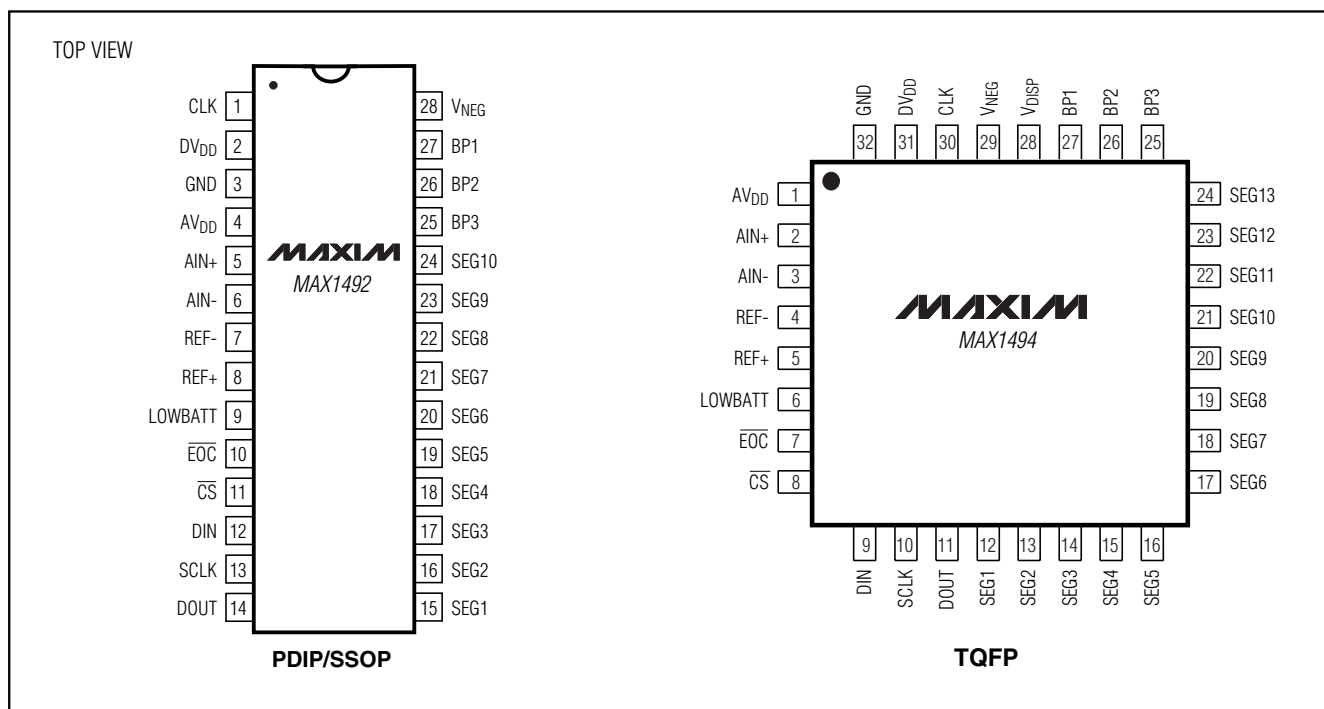 TOP VIEW
CLK 1
DVDD 2
GND 3
AVDD 4
AIN+ 5
AIN- 6
REF- 7
REF+ 8
LOWBATT 9
EOC 10
CS 11
DIN 12
SCLK 13
DOUT 14
MAXIM
MAX1492
28 VNEG
27 BP1
26 BP2
25 BP3
24 SEG10
23 SEG9
22 SEG8
21 SEG7
20 SEG6
19 SEG5
18 SEG4
17 SEG3
16 SEG2
15 SEG1
PDIP/SSOP
GND DVDD CLK VNEG VDISP BP1 BP2 BP3
32 31 30 29 28 27 26 25
AVDD 1
AIN+ 2
AIN- 3
REF- 4
REF+ 5
LOWBATT 6
EOC 7
CS 8
MAXIM
MAX1494
24 SEG13
23 SEG12
22 SEG11
21 SEG10
20 SEG9
19 SEG8
18 SEG7
17 SEG6
9 10 11 12 13 14 15 16
DIN SCLK DOUT SEG1 SEG2 SEG3 SEG4 SEG5
TQFP